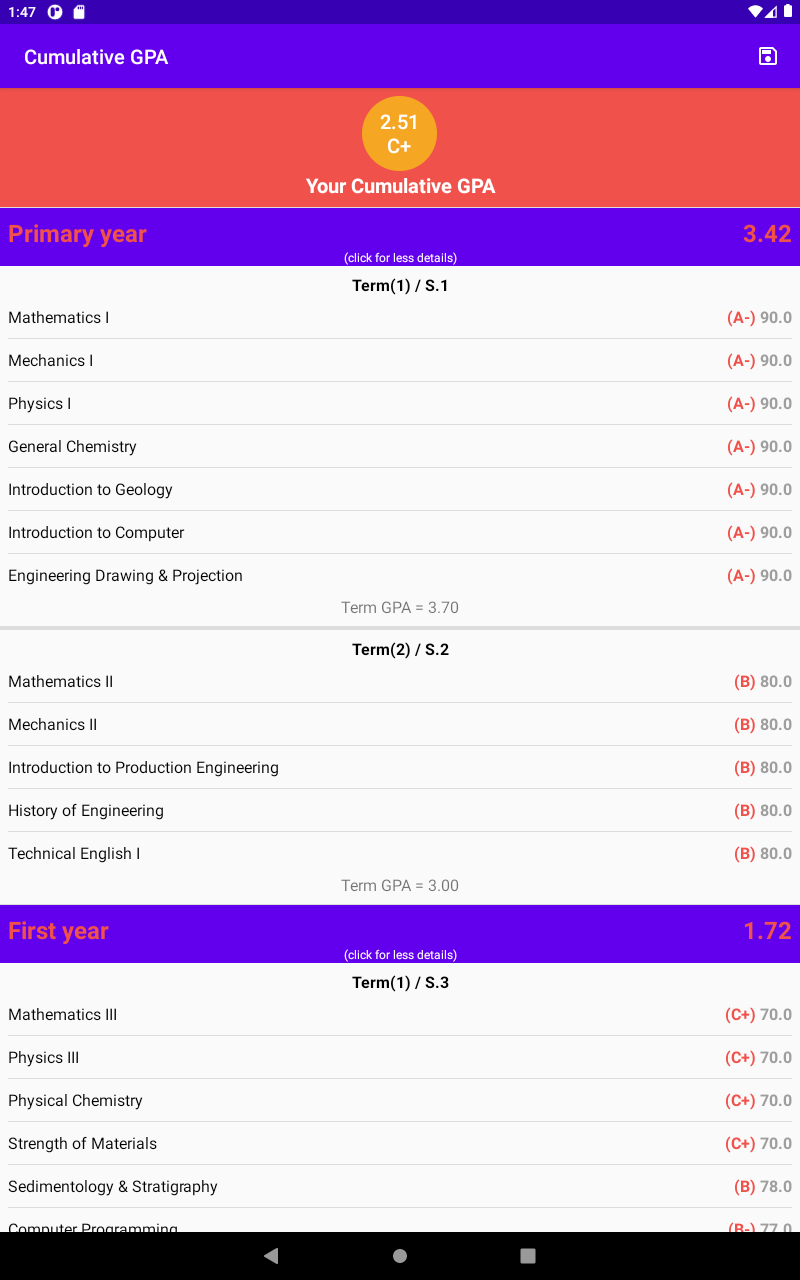 1:47
Cumulative GPA
2.51
C+
Your Cumulative GPA
Primary year 3.42
(click for less details)
Term(1) / S.1
Mathematics I (A-) 90.0
Mechanics I (A-) 90.0
Physics I (A-) 90.0
General Chemistry (A-) 90.0
Introduction to Geology (A-) 90.0
Introduction to Computer (A-) 90.0
Engineering Drawing & Projection (A-) 90.0
Term GPA = 3.70
Term(2) / S.2
Mathematics II (B) 80.0
Mechanics II (B) 80.0
Introduction to Production Engineering (B) 80.0
History of Engineering (B) 80.0
Technical English I (B) 80.0
Term GPA = 3.00
First year 1.72
(click for less details)
Term(1) / S.3
Mathematics III (C+) 70.0
Physics III (C+) 70.0
Physical Chemistry (C+) 70.0
Strength of Materials (C+) 70.0
Sedimentology & Stratigraphy (B) 78.0
Computer Programming (B-) 77.0